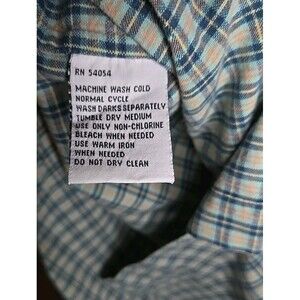 RN 54054
MACHINE WASH COLD
NORMAL CYCLE
WASH DARKS SEPARATELY
TUMBLE DRY MEDIUM
USE ONLY NON-CHLORINE
BLEACH WHEN NEEDED
USE WARM IRON
WHEN NEEDED
DO NOT DRY CLEAN